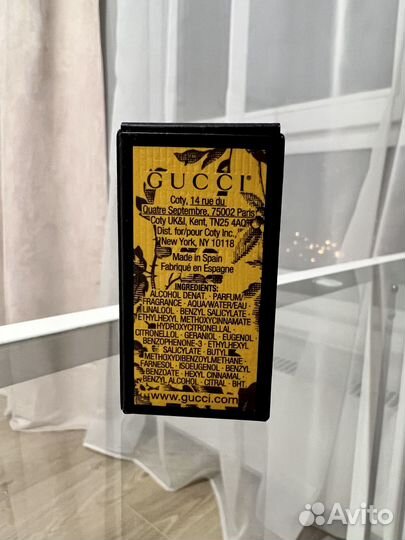 GUCCI
Coty, 14 rue du
Quatre Septembre, 75002 Paris
Coty UK&I, Kent, TN25 4AQ
Dist. for/pour Coty Inc.,
New York, NY 10118
Made in Spain
Fabriqué en Espagne
INGREDIENTS:
ALCOHOL DENAT. · PARFUM/
FRAGRANCE · AQUA/WATER/EAU ·
LINALOOL · BENZYL SALICYLATE ·
ETHYLHEXYL METHOXYCINNAMATE ·
HYDROXYCITRONELLAL ·
CITRONELLOL · GERANIOL · EUGENOL ·
BENZOPHENONE-3 · ETHYLHEXYL
SALICYLATE · BUTYL
METHOXYDIBENZOYLMETHANE ·
FARNESOL · ISOEUGENOL · BENZYL
BENZOATE · HEXYL CINNAMAL ·
BENZYL ALCOHOL · CITRAL · BHT
www.gucci.com
Avito